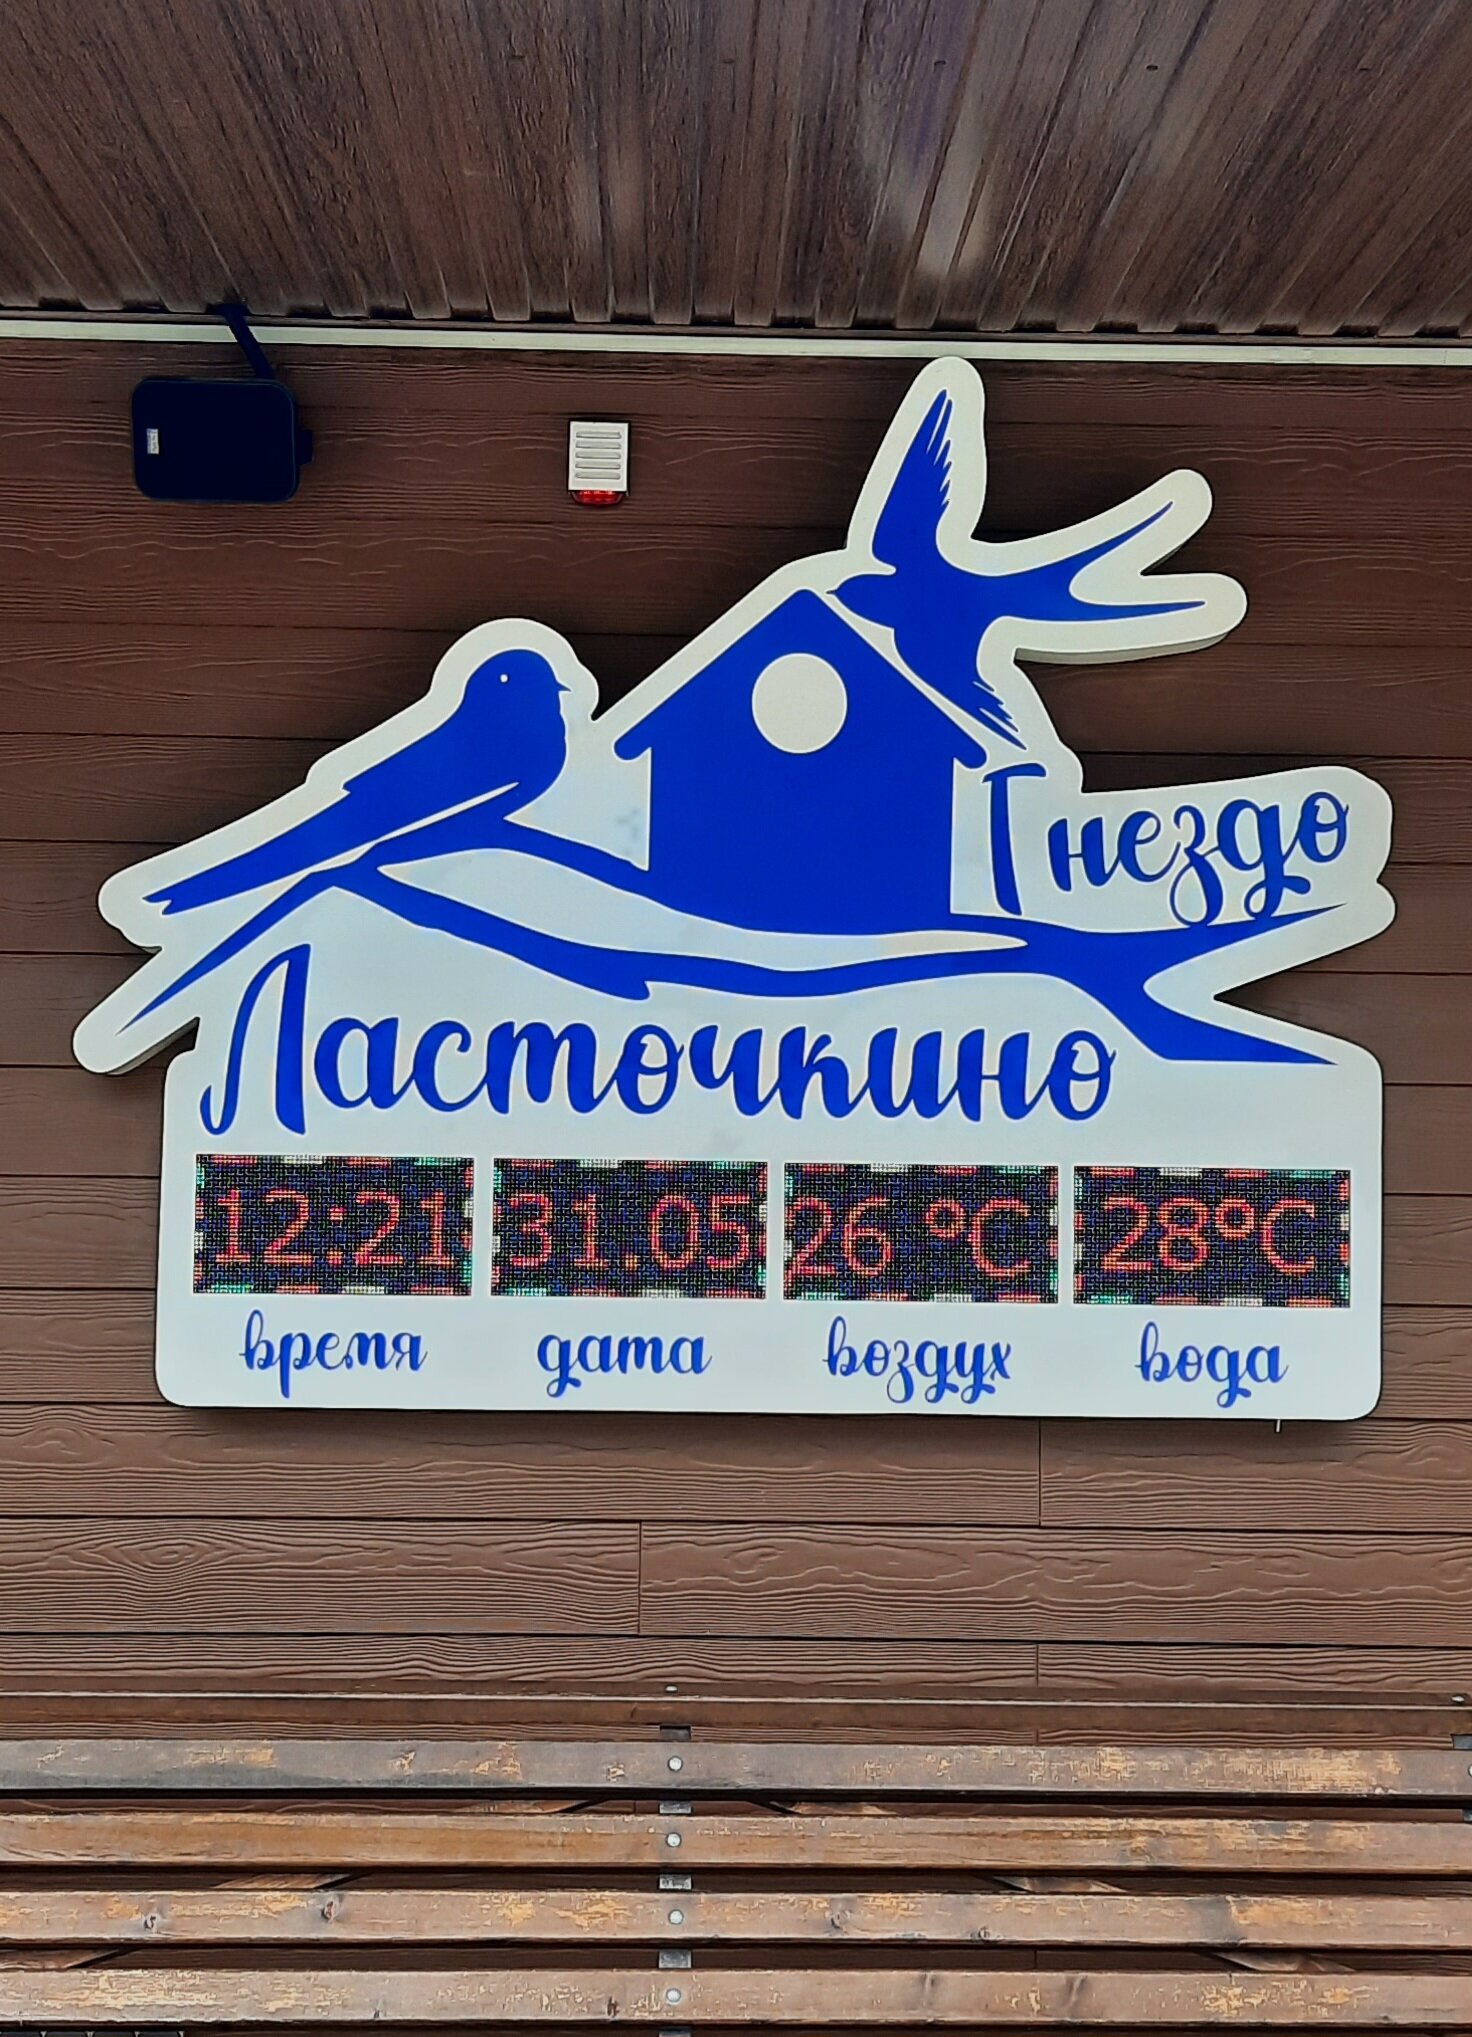 Гнездо
Ласточкино
12:21 31.05 26 °C 28°C
время дата воздух вода